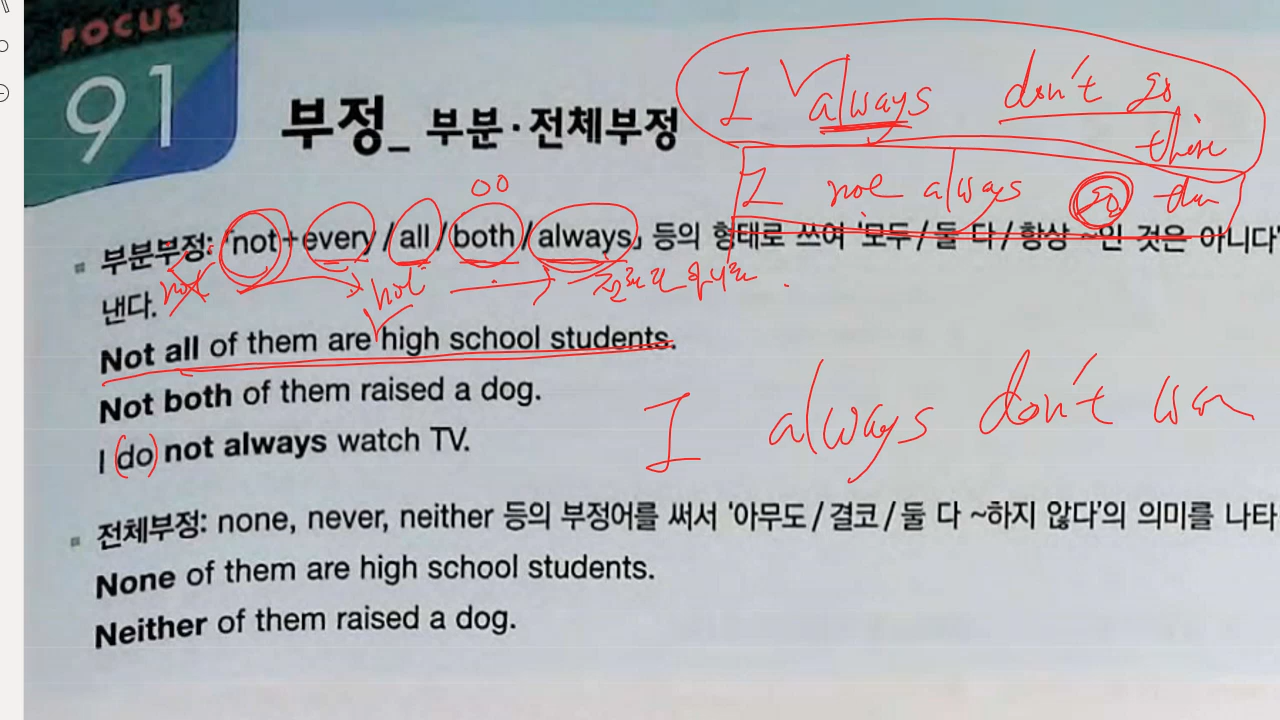 FOCUS
91
부정_ 부분·전체부정
I always don't go
there
I not always go
부분부정: 「not+every / all / both / always」 등의 형태로 쓰여 '모두 / 둘 다 / 항상 ~인 것은 아니다'
낸다.
not
not
Not all of them are high school students.
Not both of them raised a dog.
I always don't
I (do) not always watch TV.
전체부정: none, never, neither 등의 부정어를 써서 '아무도 / 결코 / 둘 다 ~하지 않다'의 의미를 나타
None of them are high school students.
Neither of them raised a dog.